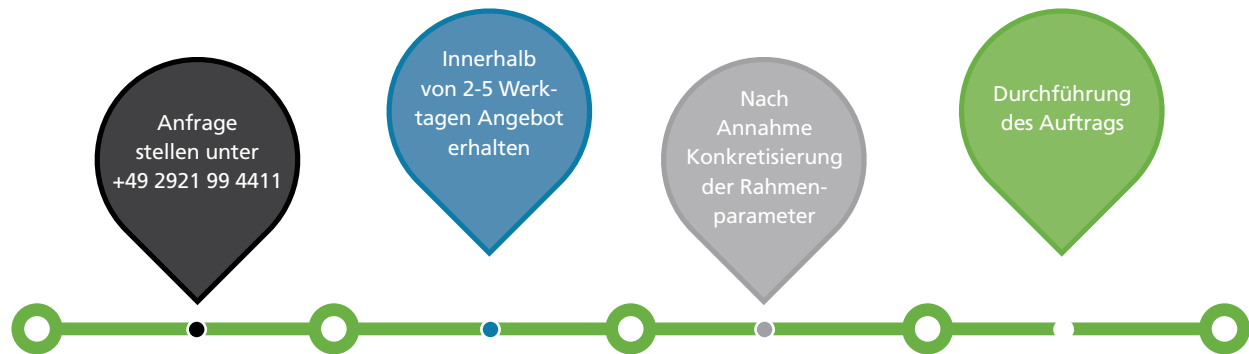 Anfrage
stellen unter
+49 2921 99 4411
Innerhalb
von 2-5 Werk-
tagen Angebot
erhalten
Nach
Annahme
Konkretisierung
der Rahmen-
parameter
Durchführung
des Auftrags